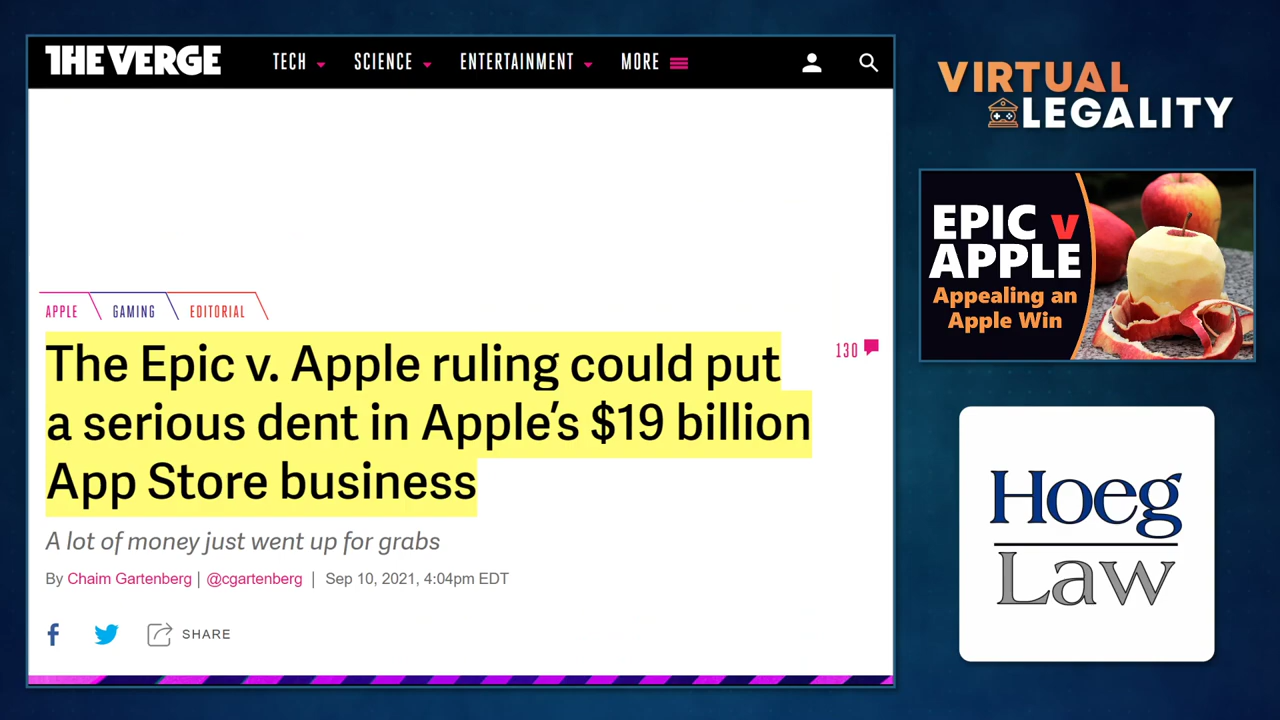 THE VERGE
TECH
SCIENCE
ENTERTAINMENT
MORE
APPLE
GAMING
EDITORIAL
The Epic v. Apple ruling could put
a serious dent in Apple’s $19 billion
App Store business
130
A lot of money just went up for grabs
By Chaim Gartenberg | @cgartenberg | Sep 10, 2021, 4:04pm EDT
SHARE
VIRTUAL
LEGALITY
EPIC v
APPLE
Appealing an
Apple Win
Hoeg
Law